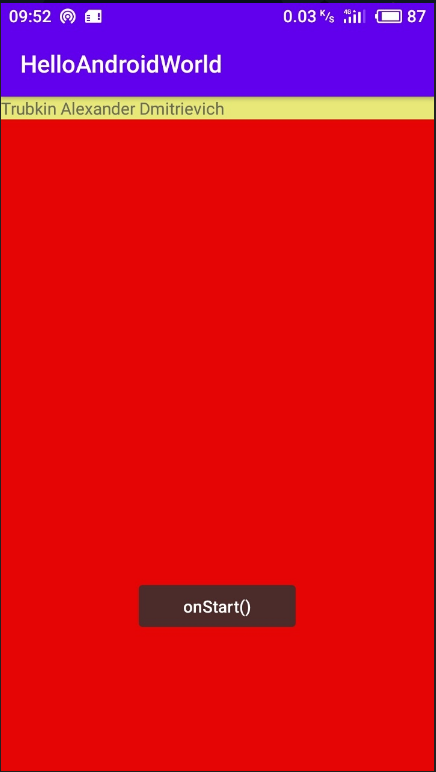 09:52 0.03 K/s 4G 87
HelloAndroidWorld
Trubkin Alexander Dmitrievich
onStart()